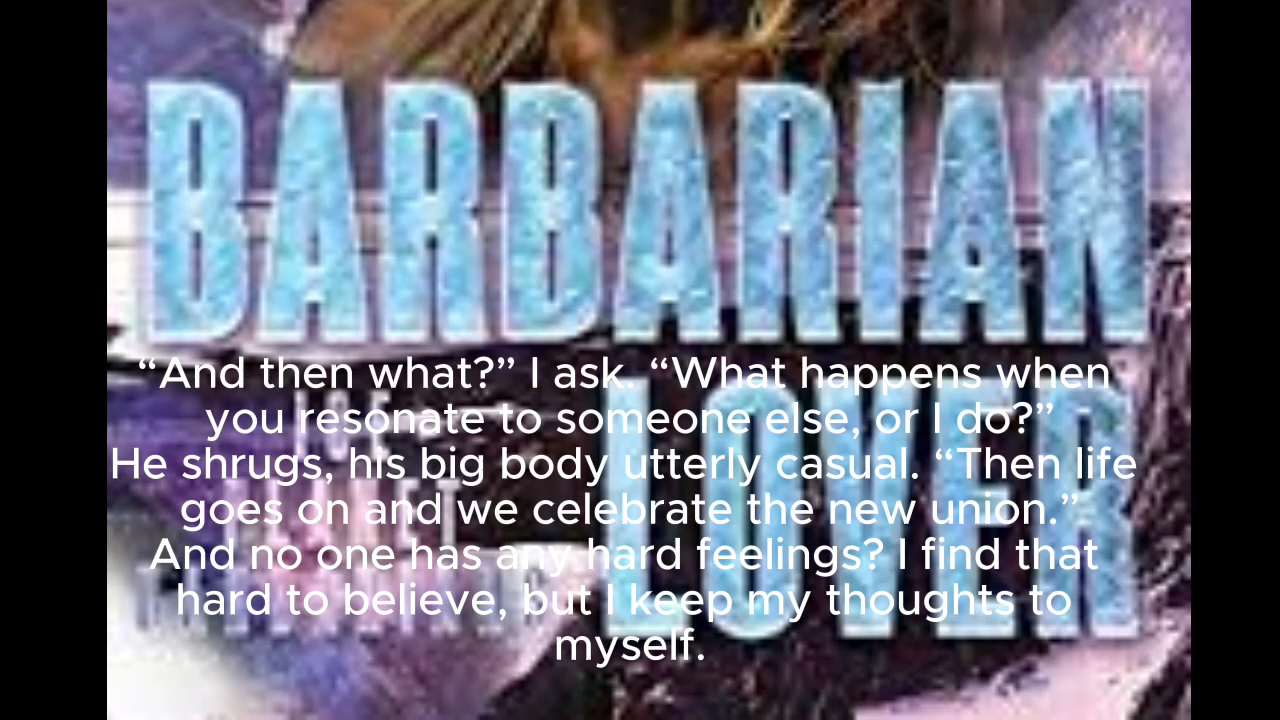 BARBARIAN
LOVER
“And then what?” I ask. “What happens when
you resonate to someone else, or I do?”
He shrugs, his big body utterly casual. “Then life
goes on and we celebrate the new union.”
And no one has any hard feelings? I find that
hard to believe, but I keep my thoughts to
myself.